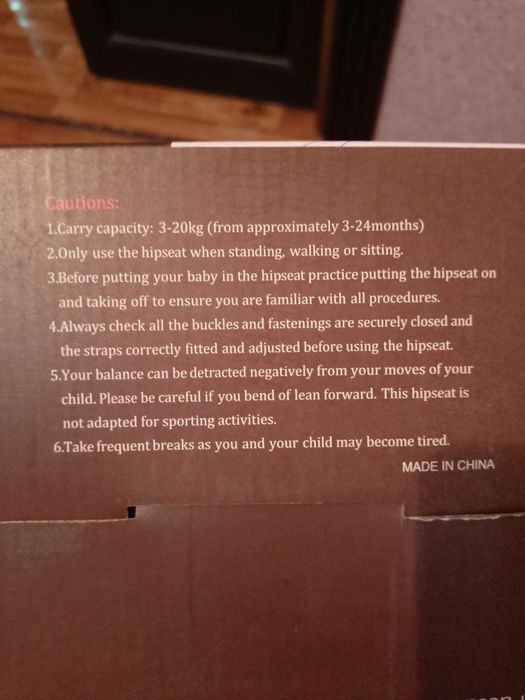 Cautions:
1.Carry capacity: 3-20kg (from approximately 3-24months)
2.Only use the hipseat when standing, walking or sitting.
3.Before putting your baby in the hipseat practice putting the hipseat on
and taking off to ensure you are familiar with all procedures.
4.Always check all the buckles and fastenings are securely closed and
the straps correctly fitted and adjusted before using the hipseat.
5.Your balance can be detracted negatively from your moves of your
child. Please be careful if you bend of lean forward. This hipseat is
not adapted for sporting activities.
6.Take frequent breaks as you and your child may become tired.
MADE IN CHINA